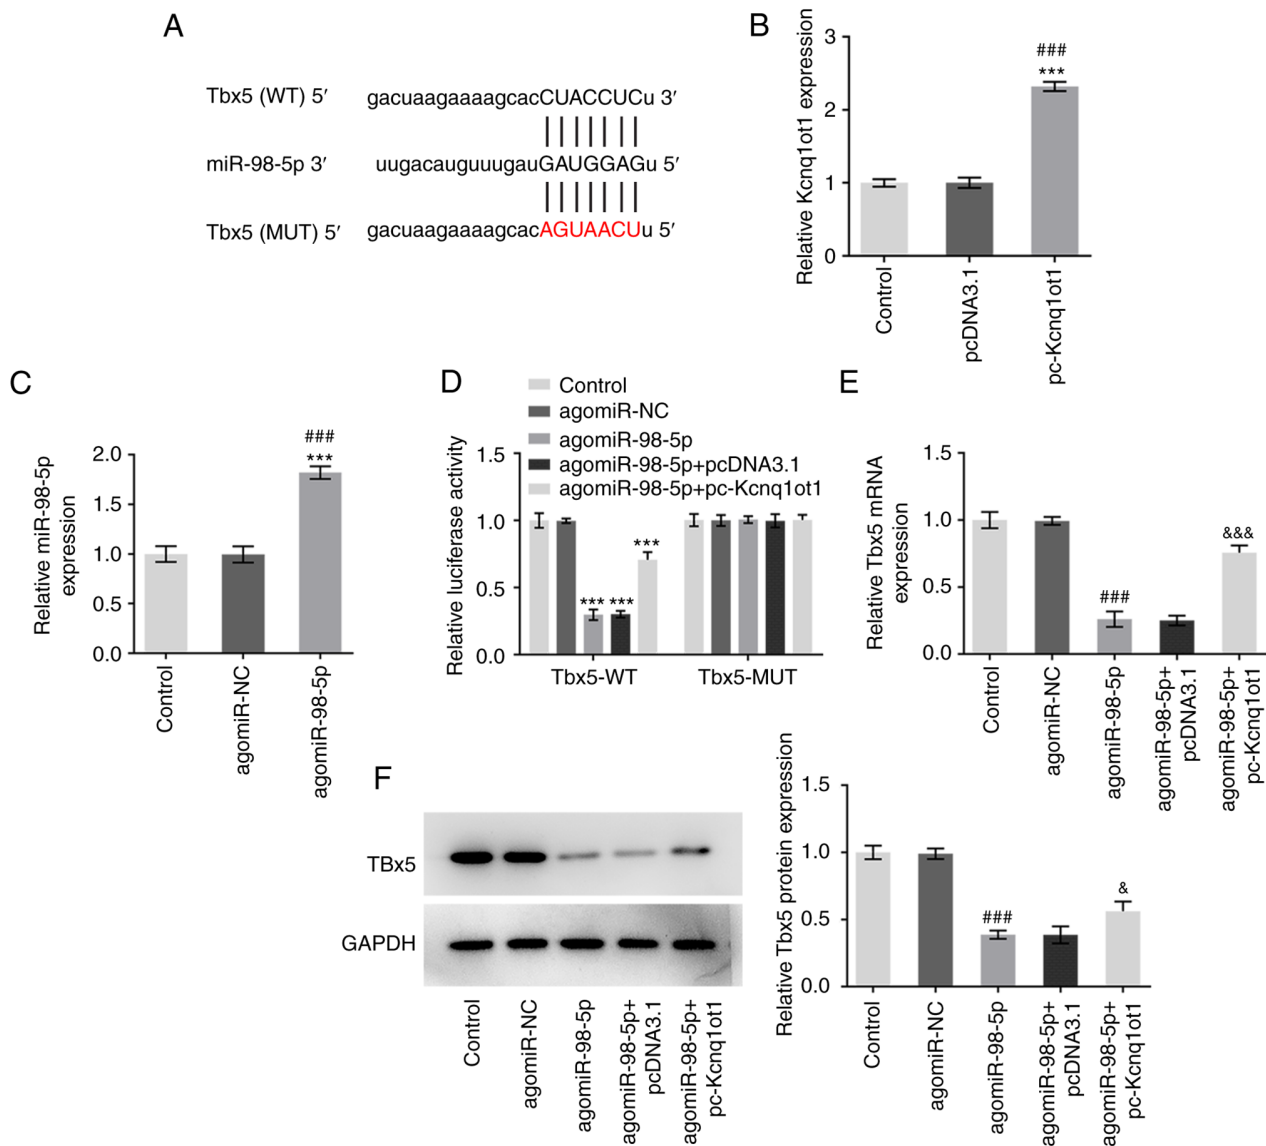 A
Tbx5 (WT) 5′ gacuaagaaaagcacCUACCUCu 3′
miR-98-5p 3′ uugacauguuugauGAUGGAGu 5′
Tbx5 (MUT) 5′ gacuaagaaaagcacAGUAACUu 5′
B
Relative Kcnq1ot1 expression
3
2
1
0
###
***
Control
pcDNA3.1
pc-Kcnq1ot1
C
Relative miR-98-5p
expression
2.0
1.5
1.0
0.5
0.0
###
***
Control
agomiR-NC
agomiR-98-5p
D
Control
agomiR-NC
agomiR-98-5p
agomiR-98-5p+pcDNA3.1
agomiR-98-5p+pc-Kcnq1ot1
Relative luciferase activity
1.5
1.0
0.5
0.0
*** *** ***
Tbx5-WT Tbx5-MUT
E
Relative Tbx5 mRNA
expression
1.5
1.0
0.5
0.0
###
&&&
Control
agomiR-NC
agomiR-98-5p
agomiR-98-5p+
pcDNA3.1
agomiR-98-5p+
pc-Kcnq1ot1
F
TBx5
GAPDH
Control
agomiR-NC
agomiR-98-5p
agomiR-98-5p+
pcDNA3.1
agomiR-98-5p+
pc-Kcnq1ot1
Relative Tbx5 protein expression
1.5
1.0
0.5
0.0
###
&
Control
agomiR-NC
agomiR-98-5p
agomiR-98-5p+
pcDNA3.1
agomiR-98-5p+
pc-Kcnq1ot1